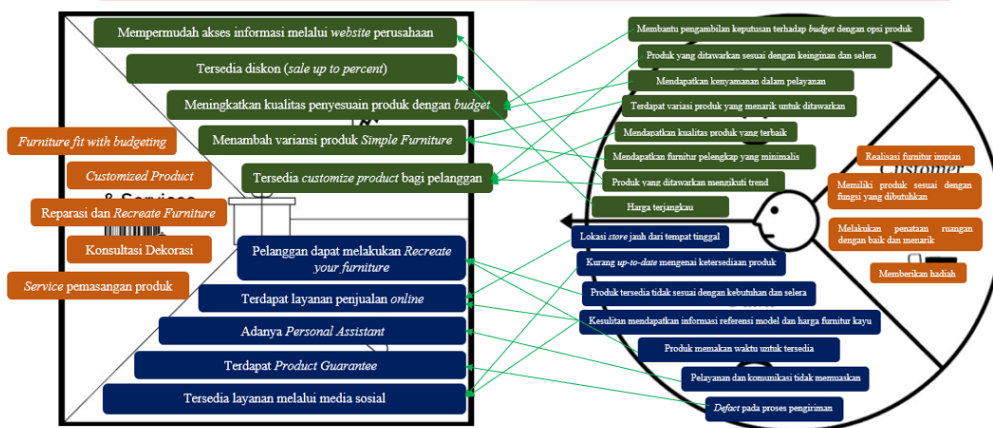 Mempermudah akses informasi melalui website perusahaan
Tersedia diskon (sale up to percent)
Meningkatkan kualitas penyesuain produk dengan budget
Menambah variansi produk Simple Furniture
Tersedia customize product bagi pelanggan
Furniture fit with budgeting
Customized Product
& Services
Reparasi dan Recreate Furniture
Konsultasi Dekorasi
Service pemasangan produk
Pelanggan dapat melakukan Recreate
your furniture
Terdapat layanan penjualan online
Adanya Personal Assistant
Terdapat Product Guarantee
Tersedia layanan melalui media sosial
Membantu pengambilan keputusan terhadap budget dengan opsi produk
Produk yang ditawarkan sesuai dengan keinginan dan selera
Mendapatkan kenyamanan dalam pelayanan
Terdapat variasi produk yang menarik untuk ditawarkan
Mendapatkan kualitas produk yang terbaik
Mendapatkan furnitur pelengkap yang minimalis
Produk yang ditawarkan mengikuti trend
Harga terjangkau
Lokasi store jauh dari tempat tinggal
Kurang up-to-date mengenai ketersediaan produk
Produk tersedia tidak sesuai dengan kebutuhan dan selera
Kesulitan mendapatkan informasi referensi model dan harga furnitur kayu
Produk memakan waktu untuk tersedia
Pelayanan dan komunikasi tidak memuaskan
Defact pada proses pengiriman
Realisasi furnitur impian
Customer
Memiliki produk sesuai dengan
fungsi yang dibutuhkan
Melakukan penataan ruangan
dengan baik dan menarik
Memberikan hadiah